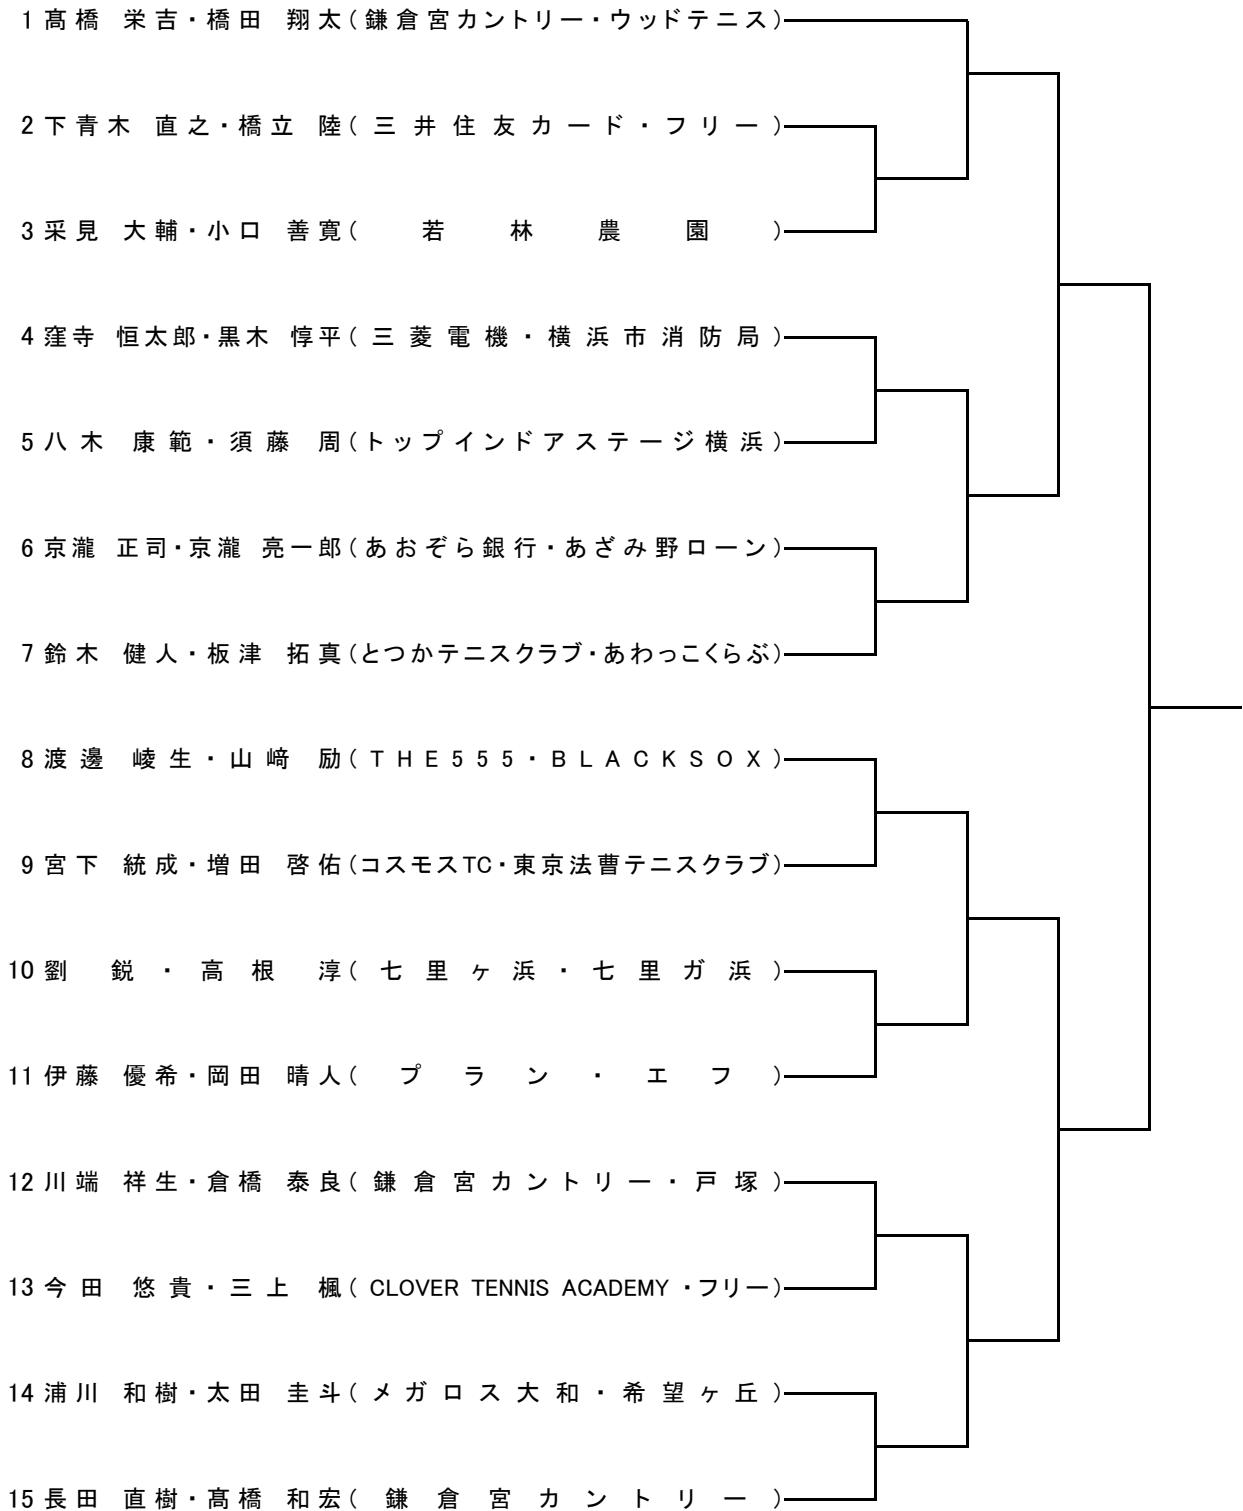 1 髙橋 栄吉・橋田 翔太(鎌倉宮カントリー・ウッドテニス)
2 下青木 直之・橋立 陸(三井住友カード・フリー)
3 采見 大輔・小口 善寛(若林農園)
4 窪寺 恒太郎・黒木 惇平(三菱電機・横浜市消防局)
5 八木 康範・須藤 周(トップインドアステージ横浜)
6 京瀧 正司・京瀧 亮一郎(あおぞら銀行・あざみ野ローン)
7 鈴木 健人・板津 拓真(とつかテニスクラブ・あわっこくらぶ)
8 渡邊 崚生・山﨑 励(THE555・BLACKSOX)
9 宮下 統成・増田 啓佑(コスモスTC・東京法曹テニスクラブ)
10 劉 鋭・高根 淳(七里ヶ浜・七里ガ浜)
11 伊藤 優希・岡田 晴人(プラン・エフ)
12 川端 祥生・倉橋 泰良(鎌倉宮カントリー・戸塚)
13 今田 悠貴・三上 楓(CLOVER TENNIS ACADEMY・フリー)
14 浦川 和樹・太田 圭斗(メガロス大和・希望ヶ丘)
15 長田 直樹・髙橋 和宏(鎌倉宮カントリー)